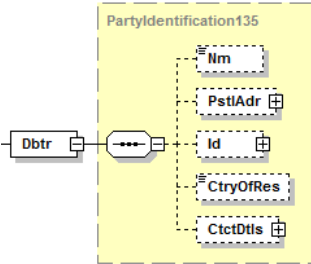 PartyIdentification135
Nm
PstlAdr
Dbtr
Id
CtryOfRes
CtctDtls